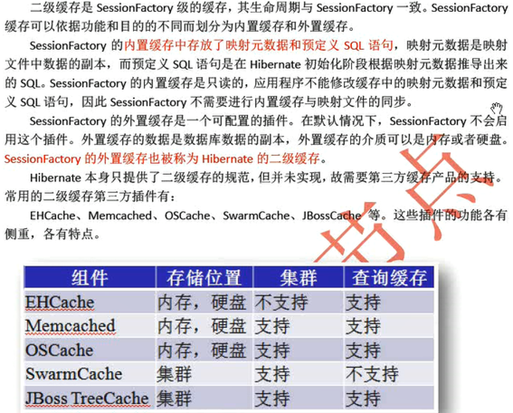 二级缓存是 SessionFactory 级的缓存，其生命周期与 SessionFactory 一致。SessionFactory
缓存可以依据功能和目的的不同而划分为内置缓存和外置缓存。
SessionFactory 的内置缓存中存放了映射元数据和预定义 SQL 语句，映射元数据是映射
文件中数据的副本，而预定义 SQL 语句是在 Hibernate 初始化阶段根据映射元数据推导出来
的 SQL。SessionFactory 的内置缓存是只读的，应用程序不能修改缓存中的映射元数据和预定
义 SQL 语句，因此 SessionFactory 不需要进行内置缓存与映射文件的同步。
SessionFactory 的外置缓存是一个可配置的插件。在默认情况下，SessionFactory 不会启
用这个插件。外置缓存的数据是数据库数据的副本，外置缓存的介质可以是内存或者硬盘。
SessionFactory 的外置缓存也被称为 Hibernate 的二级缓存。
Hibernate 本身只提供了二级缓存的规范，但并未实现，故需要第三方缓存产品的支持。
常用的二级缓存第三方插件有：
EHCache、Memcached、OSCache、SwarmCache、JBossCache 等。这些插件的功能各有
侧重，各有特点。
节点
组件 存储位置 集群 查询缓存
EHCache 内存，硬盘 不支持 支持
Memcached 内存，硬盘 支持 支持
OSCache 内存，硬盘 支持 支持
SwarmCache 集群 支持 不支持
JBoss TreeCache 集群 支持 支持